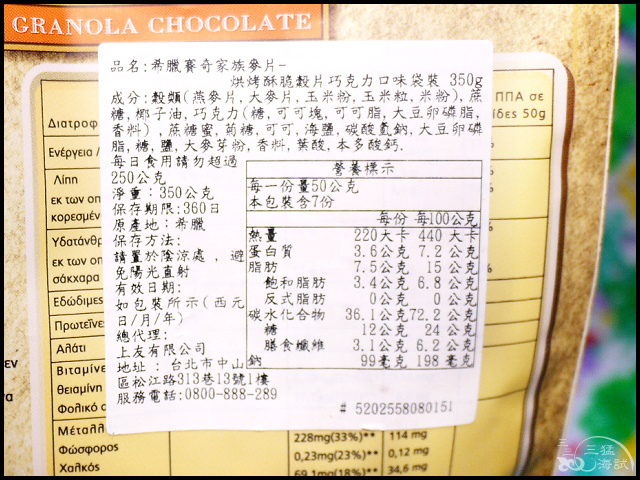 GRANOLA CHOCOLATE
品名:希臘賽奇家族麥片-
烘烤酥脆穀片巧克力口味袋裝 350g
成分:穀類(燕麥片,大麥片,玉米粉,玉米粒,米粉),蔗
糖,椰子油,巧克力(糖,可可塊,可可脂,大豆卵磷脂,
香料),蔗糖蜜,葡糖,可可,海鹽,碳酸氫鈉,大豆卵磷
脂,糖,鹽,大麥芽粉,香料,葉酸,本多酸鈣.
每日食用請勿超過
250公克
淨重:350公克
保存期限:360日
原產地:希臘
保存方法:
請置於陰涼處,避
免陽光直射
有效日期:
如包裝所示(西元
日/月/年)
總代理:
上友有限公司
地址:台北市中山
區松江路313巷13號1樓
服務電話:0800-888-289
營養標示
每一份量50公克
本包裝含7份
每份 每100公克
熱量 220大卡 440 大卡
蛋白質 3.6公克 7.2 公克
脂肪 7.5公克 15 公克
飽和脂肪 3.4公克 6.8 公克
反式脂肪 0公克 0 公克
碳水化合物 36.1公克 72.2 公克
糖 12公克 24 公克
膳食纖維 3.1公克 6.2 公克
鈉 99毫克 198 毫克
# 5202558080151
Διατροφ
Ενέργεια /
Λίπη
εκ των οπ
κορεσμένο
Υδατάνθρ
εκ των οπ
σάκχαρα
Εδώδιμες
Πρωτεΐνες
Αλάτι
Βιταμίνες
θειαμίνη
Φολικό ο
Μέταλλ
Φώσφορος
Χαλκός
228mg(33%)** 114 mg
0,23mg(23%)** 0,12 mg
69,1mg(18%)** 34,6 mg
ΠΠΑ σε
ίδες 50g
三猛
海試